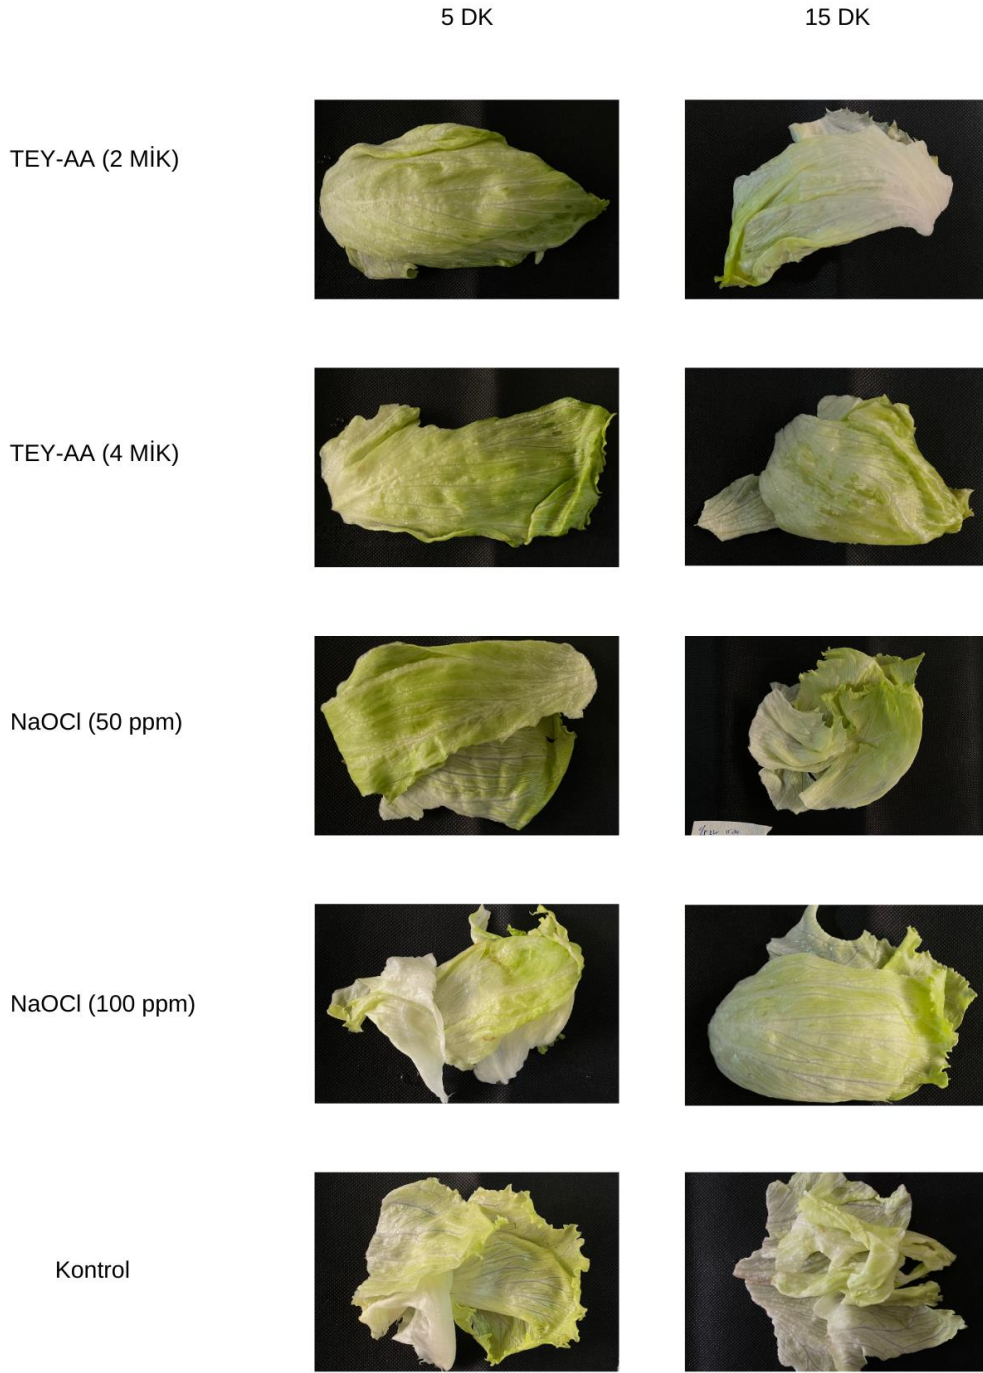 5 DK
15 DK
TEY-AA (2 MİK)
TEY-AA (4 MİK)
NaOCl (50 ppm)
NaOCl (100 ppm)
Kontrol